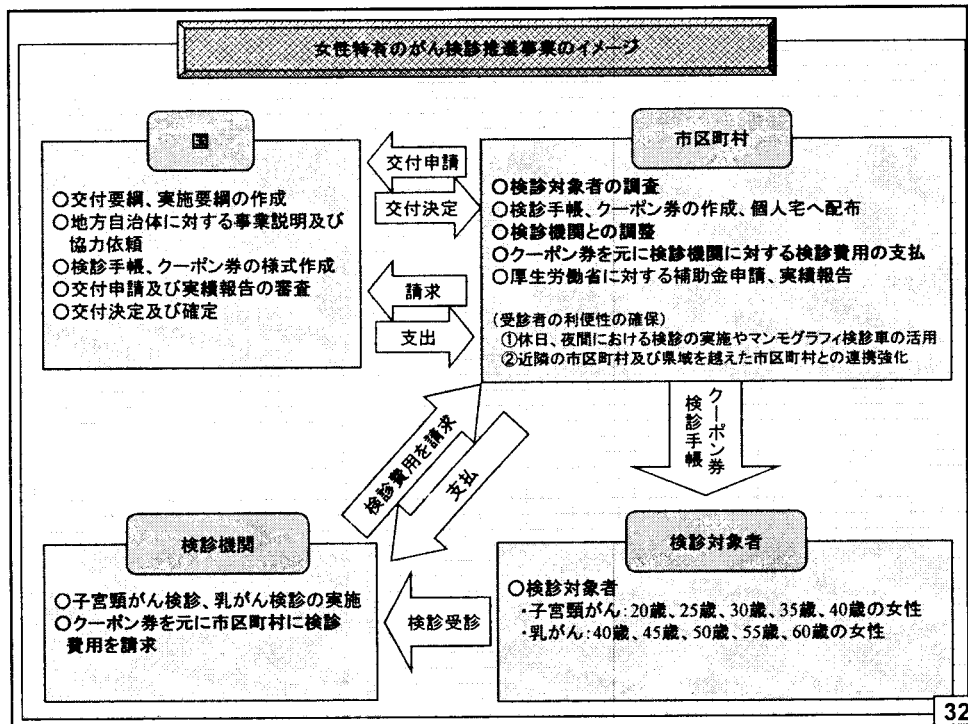 女性特有のがん検診推進事業のイメージ
国
○交付要綱、実施要綱の作成
○地方自治体に対する事業説明及び
協力依頼
○検診手帳、クーポン券の様式作成
○交付申請及び実績報告の審査
○交付決定及び確定
交付申請
交付決定
請求
支出
市区町村
○検診対象者の調査
○検診手帳、クーポン券の作成、個人宅へ配布
○検診機関との調整
○クーポン券を元に検診機関に対する検診費用の支払
○厚生労働省に対する補助金申請、実績報告
(受診者の利便性の確保)
①休日、夜間における検診の実施やマンモグラフィ検診車の活用
②近隣の市区町村及び県域を越えた市区町村との連携強化
クーポン券
検診手帳
検診費用を請求
支払
検診機関
○子宮頸がん検診、乳がん検診の実施
○クーポン券を元に市区町村に検診
費用を請求
検診受診
検診対象者
○検診対象者
・子宮頸がん:20歳、25歳、30歳、35歳、40歳の女性
・乳がん:40歳、45歳、50歳、55歳、60歳の女性
32